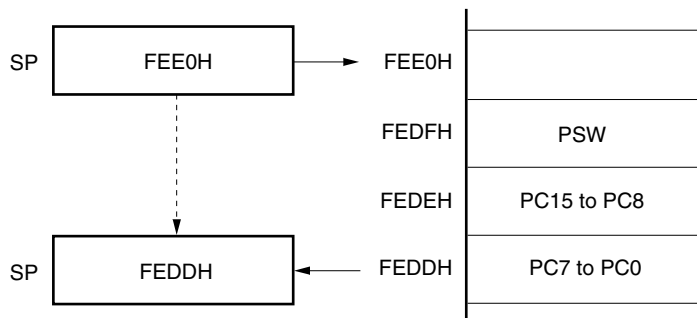 SP FEE0H FEE0H
FEDFH PSW
FEDEH PC15 to PC8
SP FEDDH FEDDH PC7 to PC0